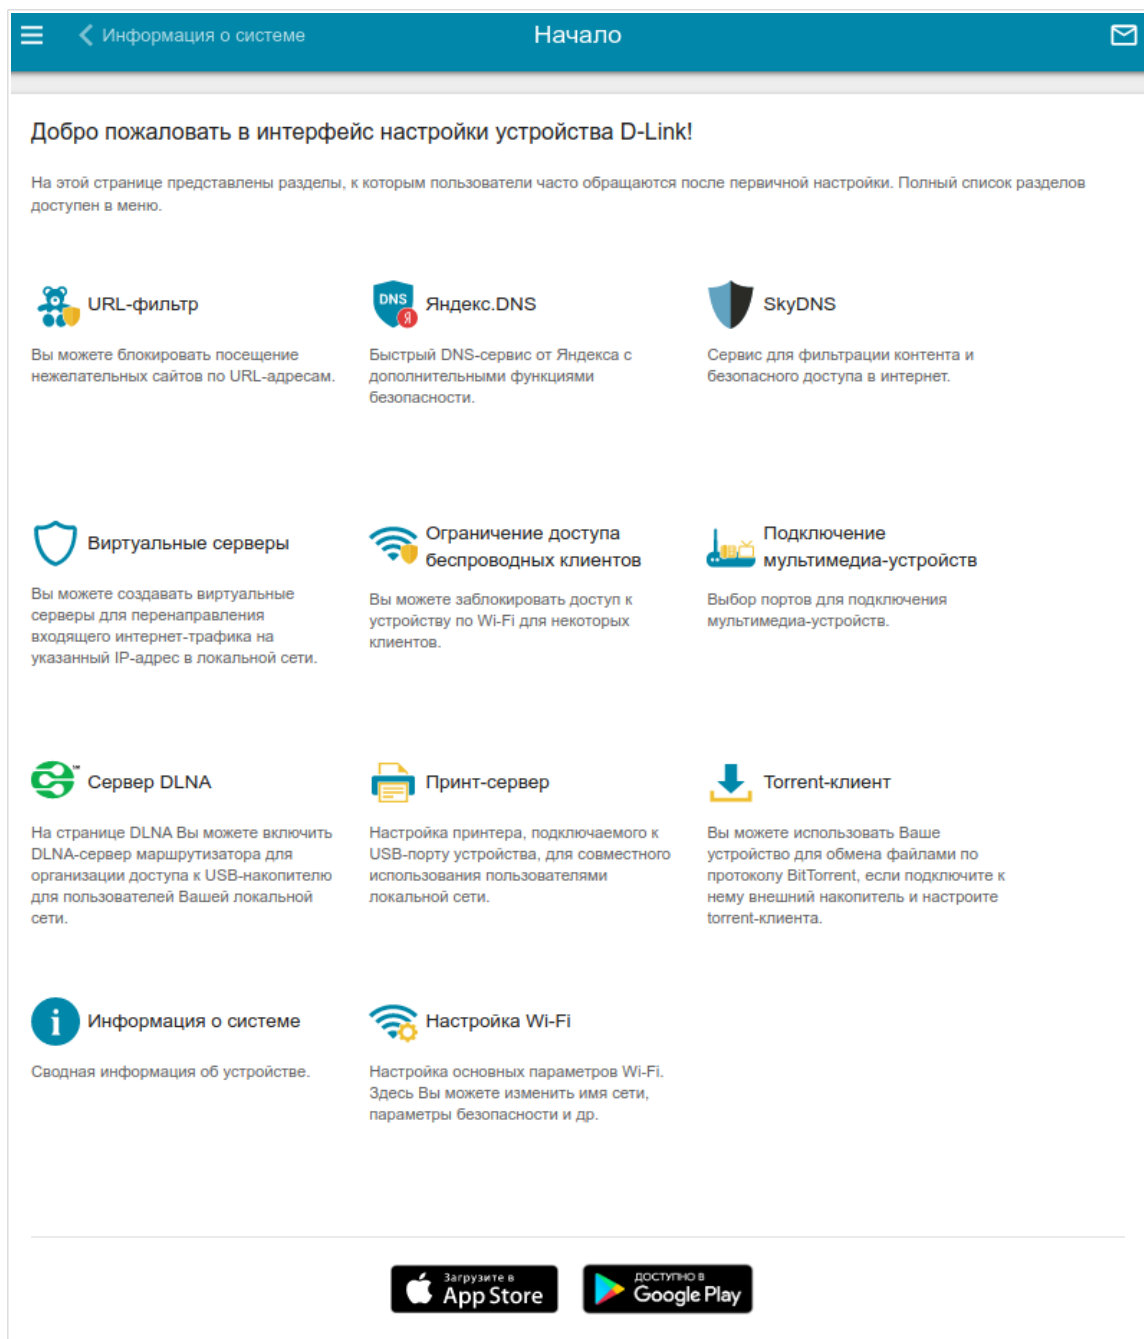 Информация о системе
Начало
Добро пожаловать в интерфейс настройки устройства D-Link!
На этой странице представлены разделы, к которым пользователи часто обращаются после первичной настройки. Полный список разделов
доступен в меню.
URL-фильтр
Вы можете блокировать посещение
нежелательных сайтов по URL-адресам.
DNS
Я
Яндекс.DNS
Быстрый DNS-сервис от Яндекса с
дополнительными функциями
безопасности.
SkyDNS
Сервис для фильтрации контента и
безопасного доступа в интернет.
Виртуальные серверы
Вы можете создавать виртуальные
серверы для перенаправления
входящего интернет-трафика на
указанный IP-адрес в локальной сети.
Ограничение доступа
беспроводных клиентов
Вы можете заблокировать доступ к
устройству по Wi-Fi для некоторых
клиентов.
Подключение
мультимедиа-устройств
Выбор портов для подключения
мультимедиа-устройств.
Сервер DLNA
На странице DLNA Вы можете включить
DLNA-сервер маршрутизатора для
организации доступа к USB-накопителю
для пользователей Вашей локальной
сети.
Принт-сервер
Настройка принтера, подключаемого к
USB-порту устройства, для совместного
использования пользователями
локальной сети.
Torrent-клиент
Вы можете использовать Ваше
устройство для обмена файлами по
протоколу BitTorrent, если подключите к
нему внешний накопитель и настроите
torrent-клиента.
i
Информация о системе
Сводная информация об устройстве.
Настройка Wi-Fi
Настройка основных параметров Wi-Fi.
Здесь Вы можете изменить имя сети,
параметры безопасности и др.
Загрузите в
App Store
ДОСТУПНО В
Google Play